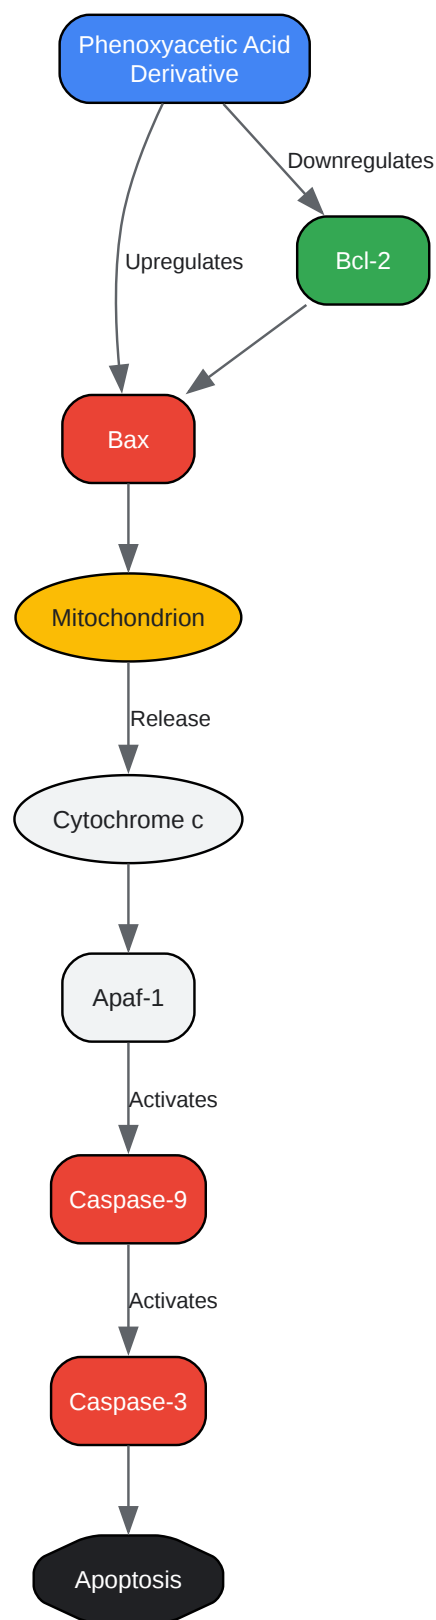 Phenoxyacetic Acid
Derivative
Downregulates
Upregulates
Bcl-2
Bax
Mitochondrion
Release
Cytochrome c
Apaf-1
Activates
Caspase-9
Activates
Caspase-3
Apoptosis